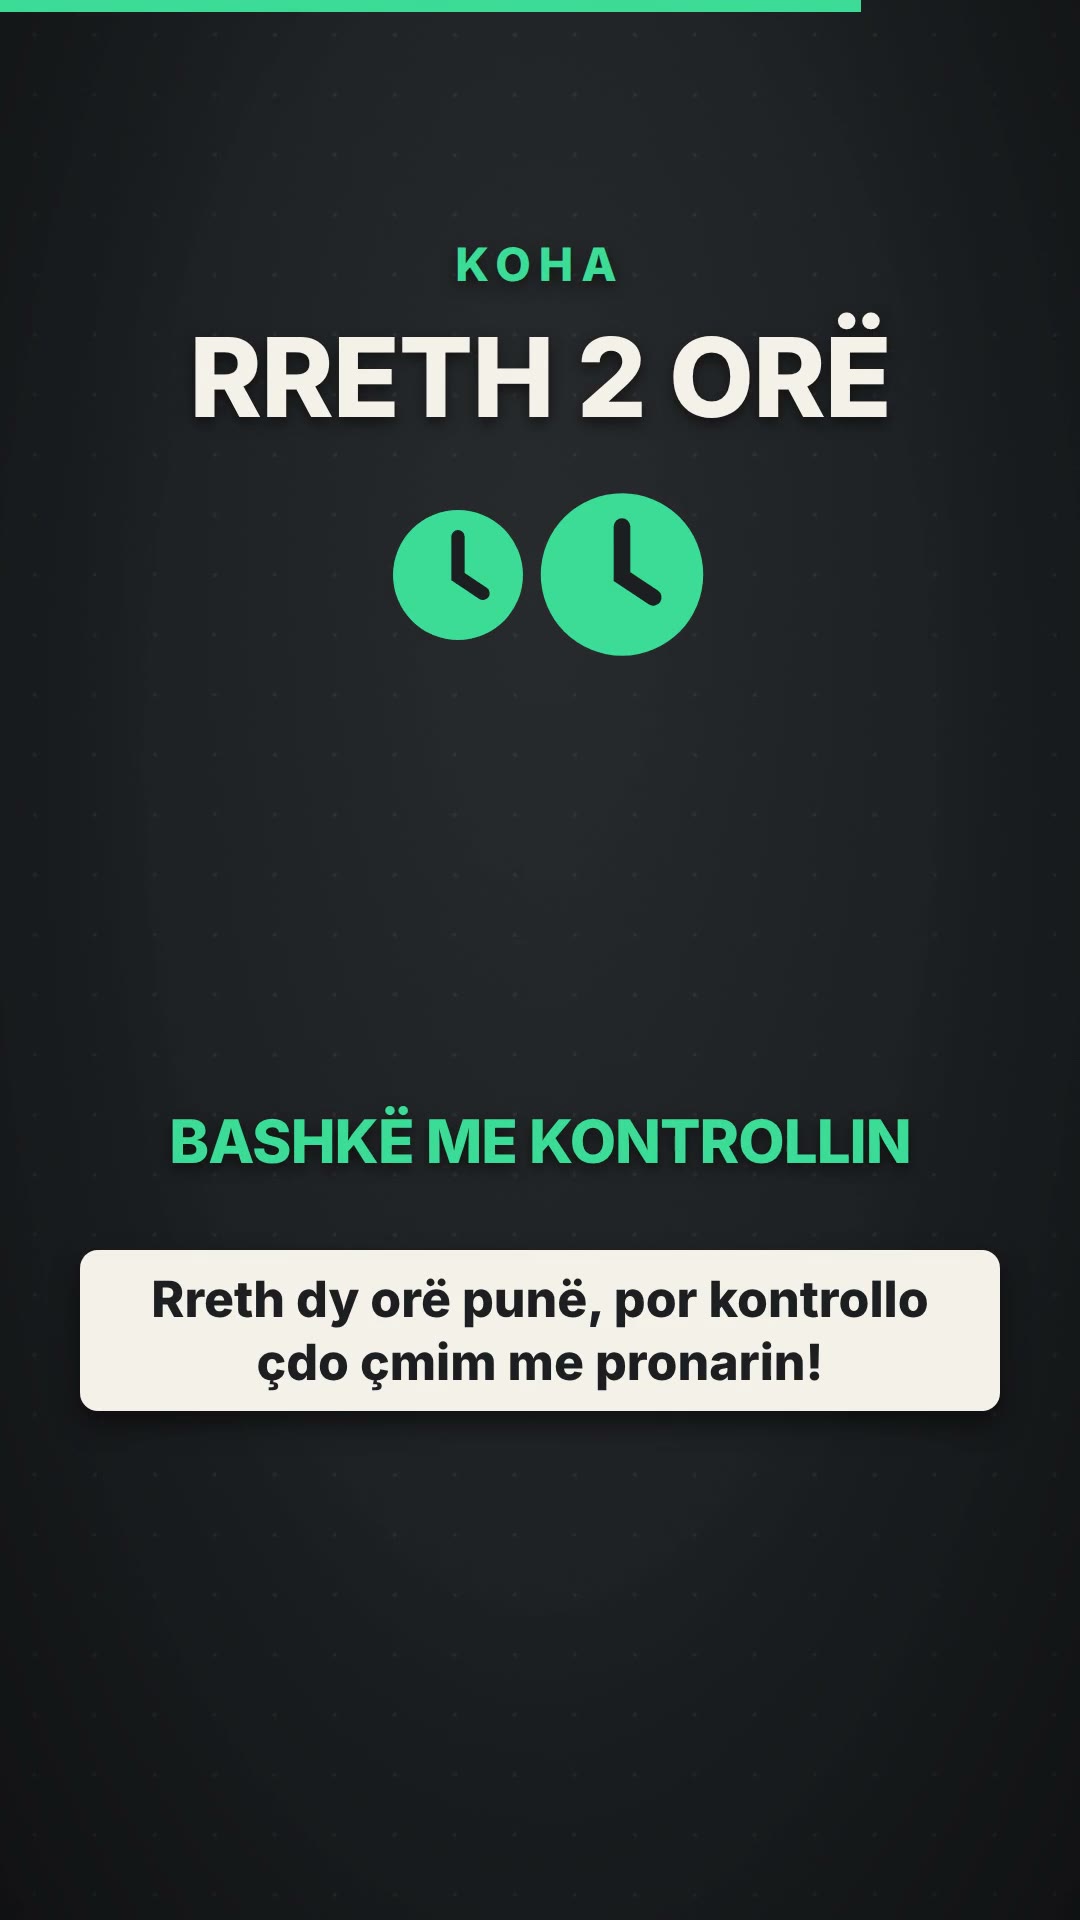 KOHA
RRETH 2 ORË
BASHKË ME KONTROLLIN
Rreth dy orë punë, por kontrollo
çdo çmim me pronarin!